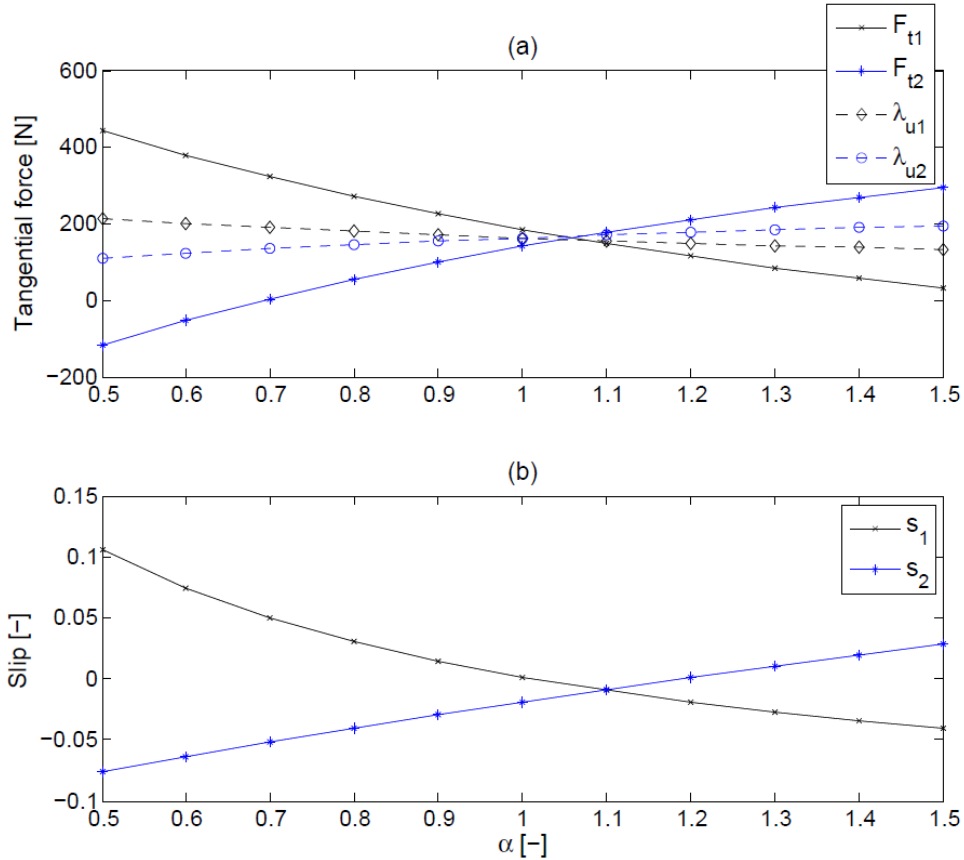 (a)
F_t1
F_t2
λ_u1
λ_u2
Tangential force [N]
600
400
200
0
−200
0.5 0.6 0.7 0.8 0.9 1 1.1 1.2 1.3 1.4 1.5
(b)
s_1
s_2
Slip [−]
0.15
0.1
0.05
0
−0.05
−0.1
0.5 0.6 0.7 0.8 0.9 1 1.1 1.2 1.3 1.4 1.5
α [−]